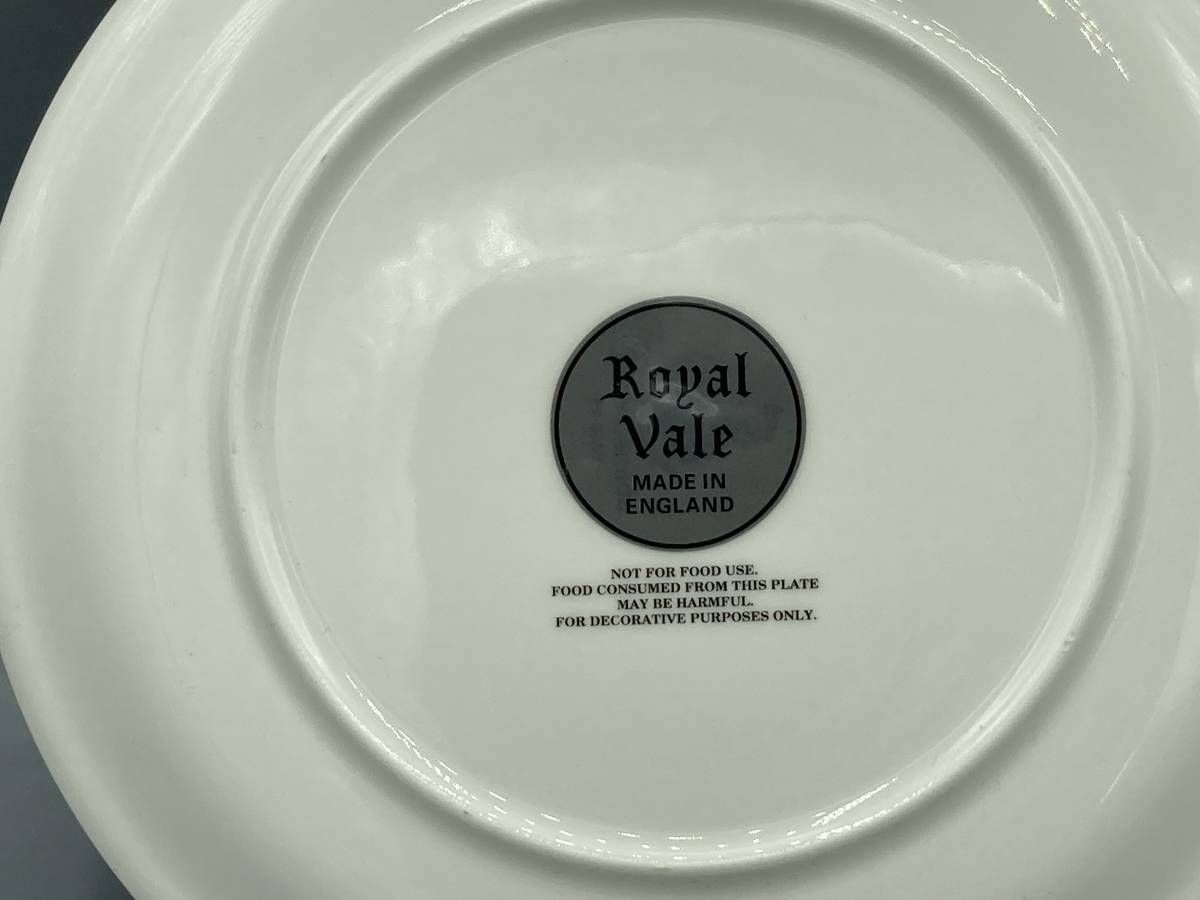 Royal
Vale
MADE IN
ENGLAND
NOT FOR FOOD USE.
FOOD CONSUMED FROM THIS PLATE
MAY BE HARMFUL.
FOR DECORATIVE PURPOSES ONLY.